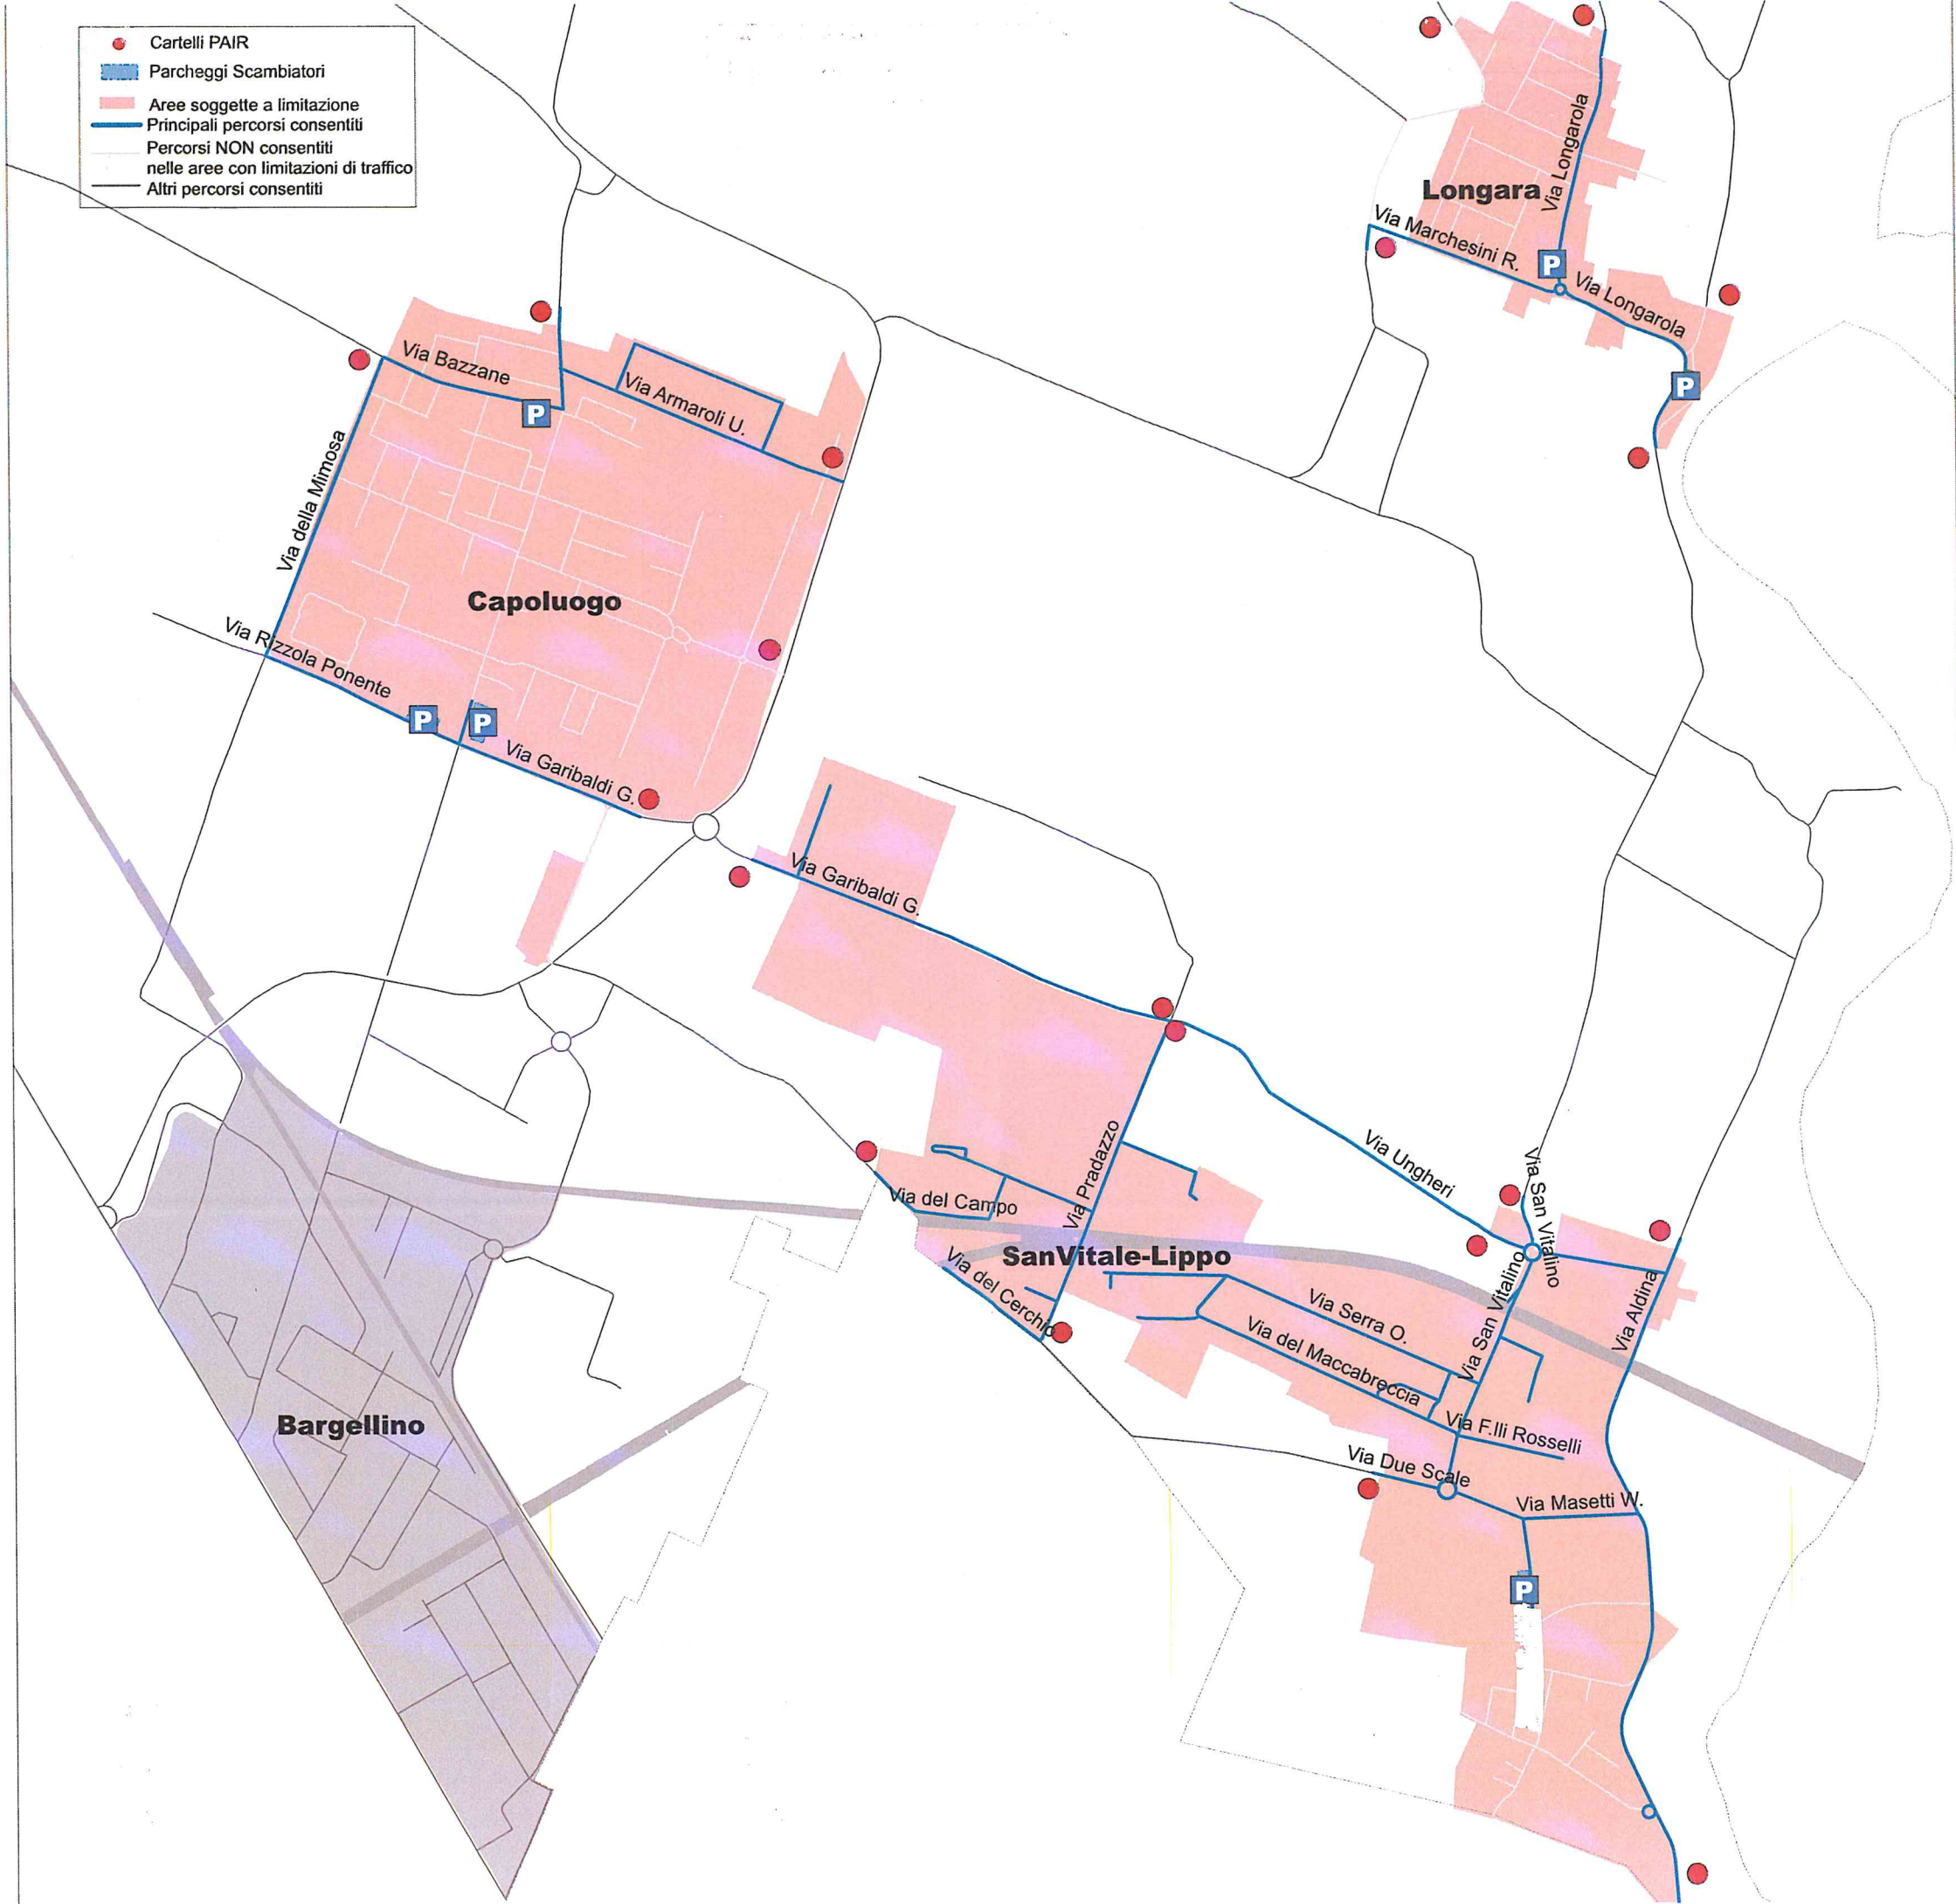 Cartelli PAIR
Parcheggi Scambiatori
Aree soggette a limitazione
Principali percorsi consentiti
Percorsi NON consentiti
nelle aree con limitazioni di traffico
Altri percorsi consentiti
Longara
Via Longarola
Via Marchesini R.
P
Via Longarola
P
Via Bazzane
P
Via Armaroli U.
Via della Mimosa
Capoluogo
Via Rizzola Ponente
P
P
Via Garibaldi G.
Via Garibaldi G.
Via Pradazzo
Via Ungheri
Via San Vitalino
Via del Campo
SanVitale-Lippo
Via del Cerchio
Via Serra O.
Via San Vitalino
Via Aldina
Via del Maccabreccia
Via F.lli Rosselli
Bargellino
Via Due Scale
Via Masetti W.
P